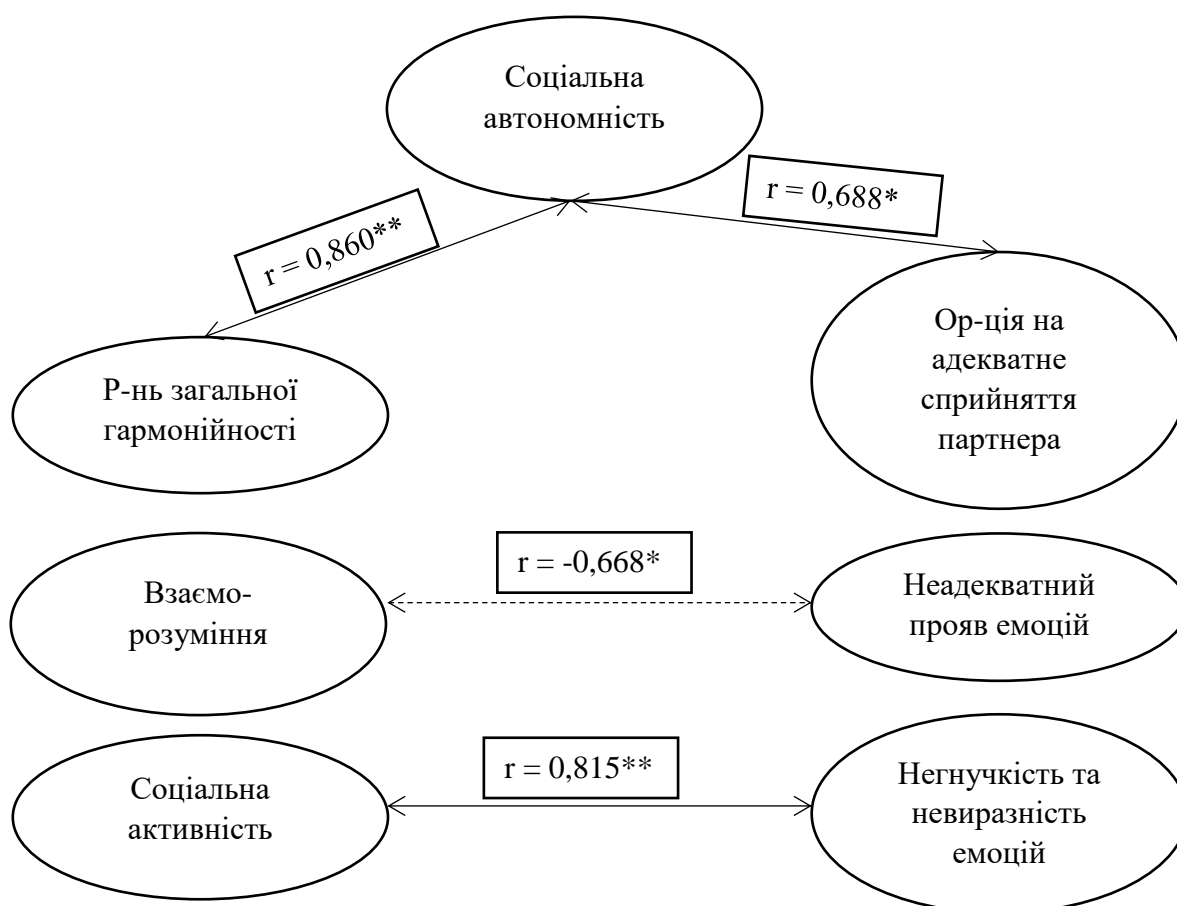 Соціальна
автономність
r = 0,860**
r = 0,688*
Р-нь загальної
гармонійності
Ор-ція на
адекватне
сприйняття
партнера
Взаємо-
розуміння
r = -0,668*
Неадекватний
прояв емоцій
Соціальна
активність
r = 0,815**
Негнучкість та
невиразність
емоцій